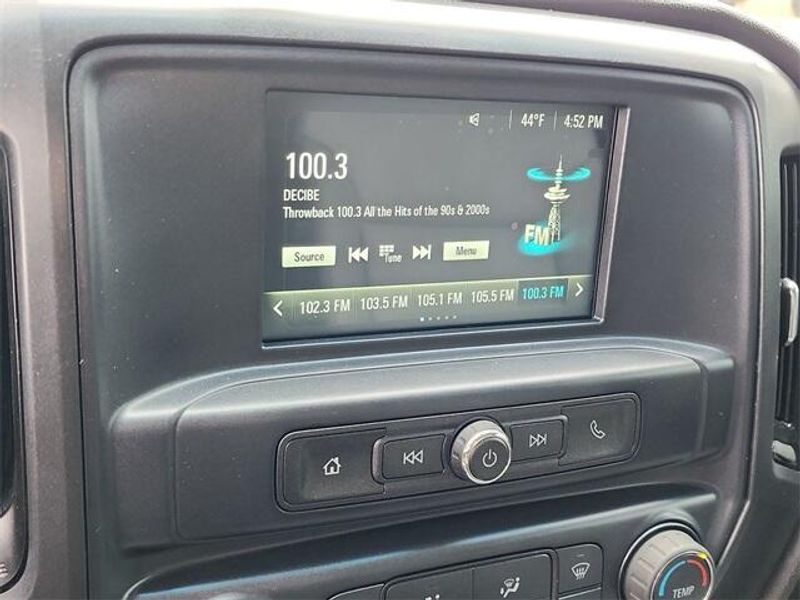 44°F 4:52 PM
100.3
DECIBE
Throwback 100.3 All the Hits of the 90s & 2000s
FM
Source Tune Menu
102.3 FM 103.5 FM 105.1 FM 105.5 FM 100.3 FM
TEMP